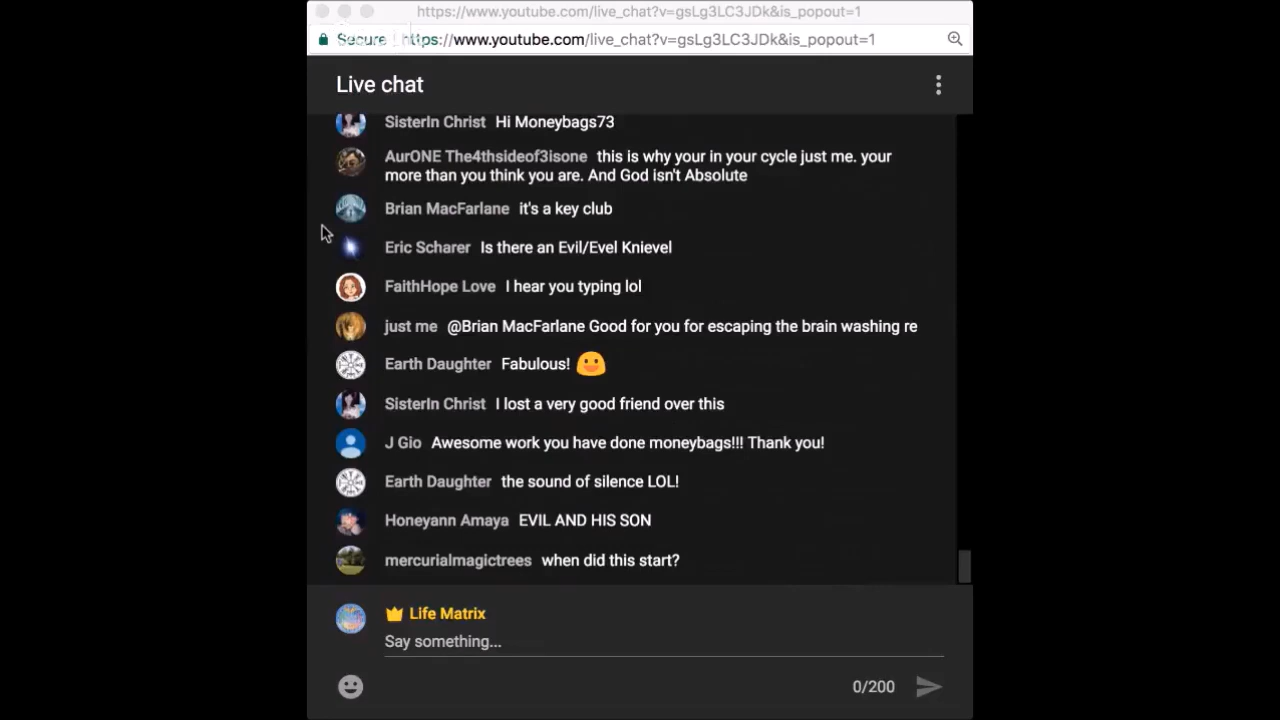 https://www.youtube.com/live_chat?v=gsLg3LC3JDk&is_popout=1
Secure https://www.youtube.com/live_chat?v=gsLg3LC3JDk&is_popout=1
Live chat
SisterIn Christ Hi Moneybags73
AurONE The4thsideof3isone this is why your in your cycle just me. your
more than you think you are. And God isn't Absolute
Brian MacFarlane it's a key club
Eric Scharer Is there an Evil/Evel Knievel
FaithHope Love I hear you typing lol
just me @Brian MacFarlane Good for you for escaping the brain washing re
Earth Daughter Fabulous!
SisterIn Christ I lost a very good friend over this
J Gio Awesome work you have done moneybags!!! Thank you!
Earth Daughter the sound of silence LOL!
Honeyann Amaya EVIL AND HIS SON
mercurialmagictrees when did this start?
Life Matrix
Say something...
0/200